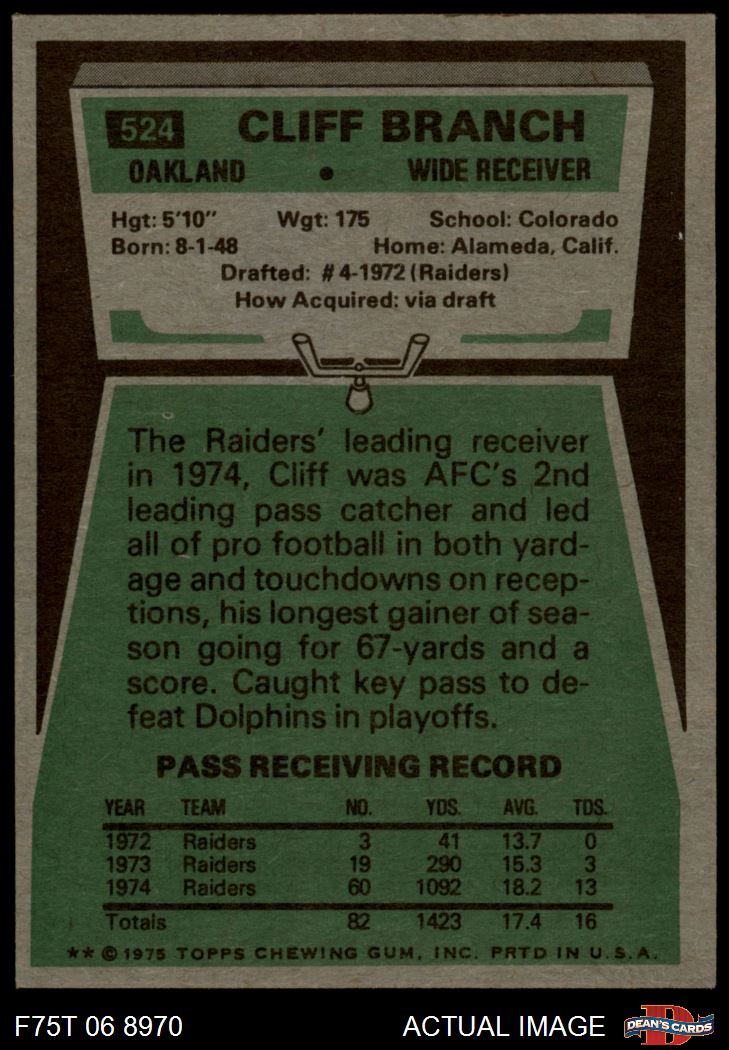 524 CLIFF BRANCH
OAKLAND • WIDE RECEIVER
Hgt: 5'10" Wgt: 175 School: Colorado
Born: 8-1-48 Home: Alameda, Calif.
Drafted: #4-1972 (Raiders)
How Acquired: via draft
The Raiders' leading receiver
in 1974, Cliff was AFC's 2nd
leading pass catcher and led
all of pro football in both yard-
age and touchdowns on recep-
tions, his longest gainer of sea-
son going for 67-yards and a
score. Caught key pass to de-
feat Dolphins in playoffs.
PASS RECEIVING RECORD
YEAR TEAM NO. YDS. AVG. TDS.
1972 Raiders 3 41 13.7 0
1973 Raiders 19 290 15.3 3
1974 Raiders 60 1092 18.2 13
Totals 82 1423 17.4 16
** © 1975 TOPPS CHEWING GUM, INC. PRTD IN U.S.A.
F75T 06 8970 ACTUAL IMAGE D DEAN'S CARDS